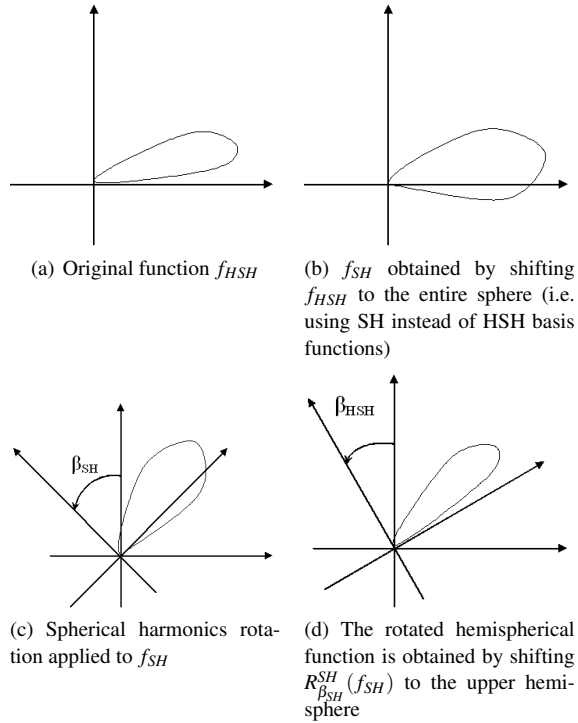 (a) Original function f_HSH
(b) f_SH obtained by shifting
f_HSH to the entire sphere (i.e.
using SH instead of HSH basis
functions)
β_SH
β_HSH
(c) Spherical harmonics rota-
tion applied to f_SH
(d) The rotated hemispherical
function is obtained by shifting
R^SH_β_SH(f_SH) to the upper hemi-
sphere